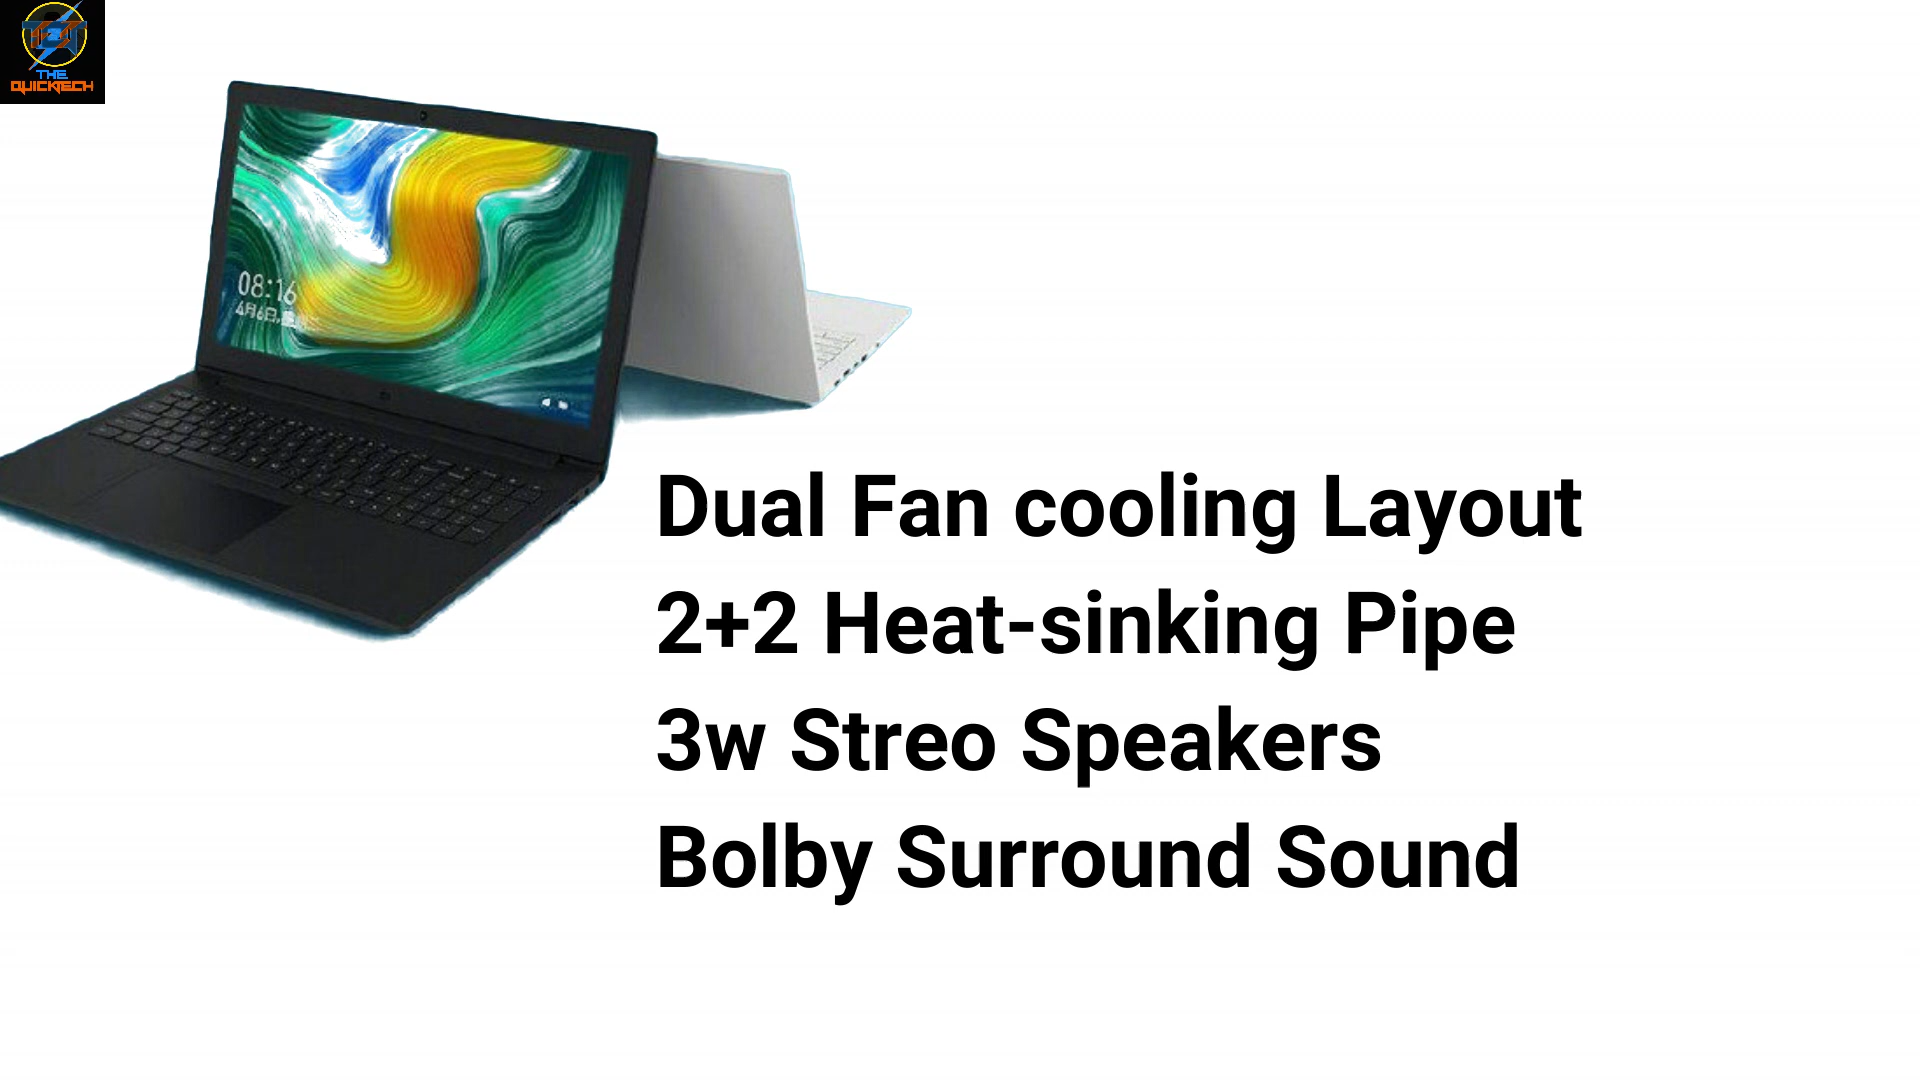 THE
QUICKTECH
08:16
Dual Fan cooling Layout
2+2 Heat-sinking Pipe
3w Streo Speakers
Bolby Surround Sound